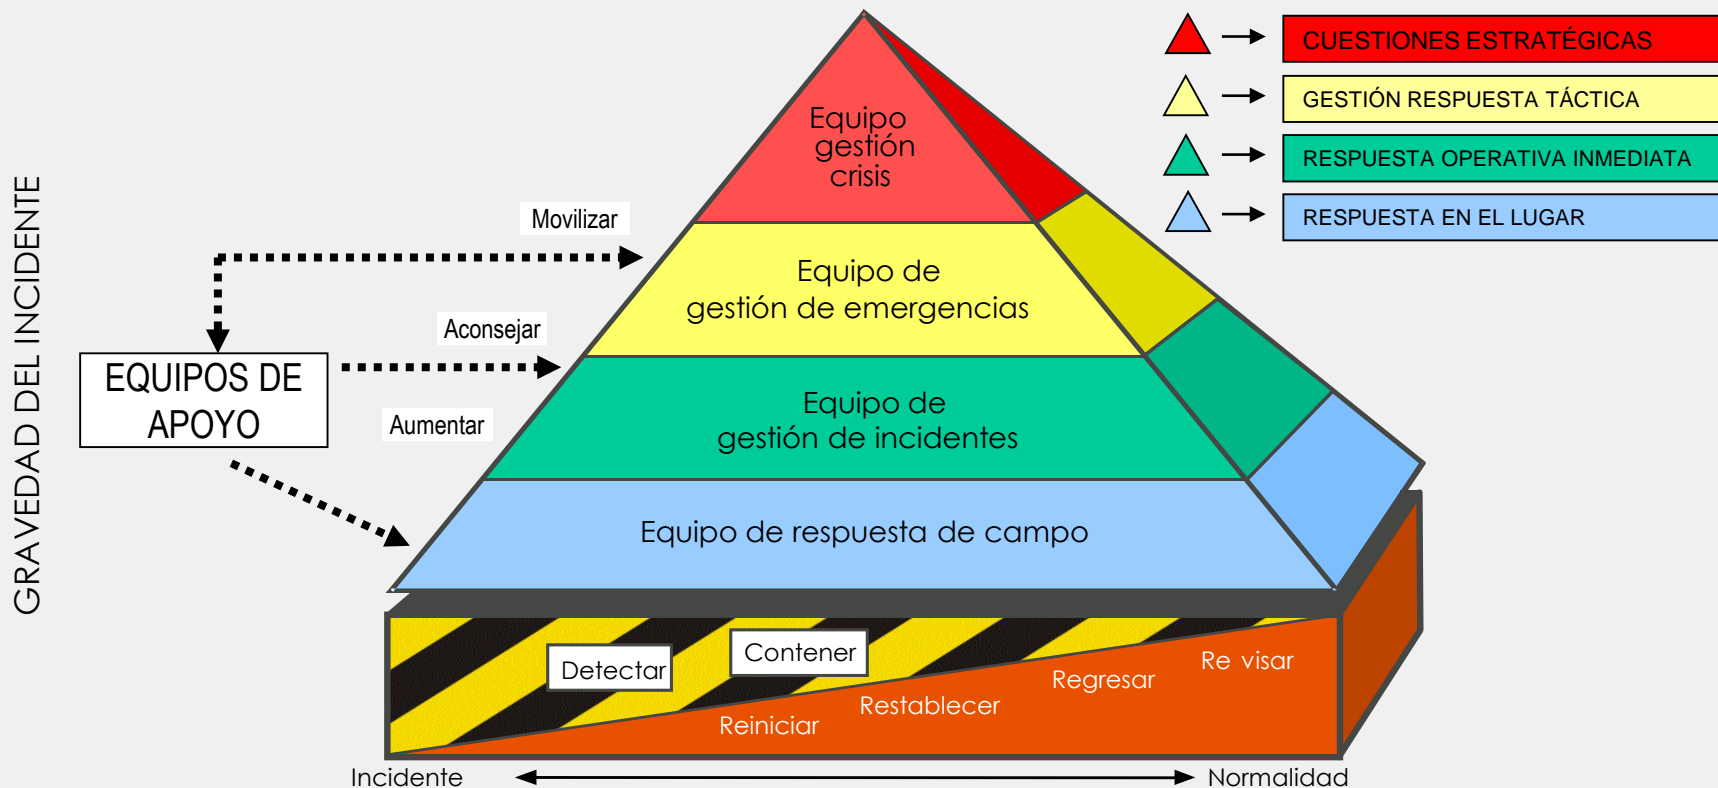 CUESTIONES ESTRATÉGICAS
GESTIÓN RESPUESTA TÁCTICA
RESPUESTA OPERATIVA INMEDIATA
RESPUESTA EN EL LUGAR
GRAVEDAD DEL INCIDENTE
Equipo
gestión
crisis
Movilizar
Equipo de
gestión de emergencias
Aconsejar
EQUIPOS DE
APOYO
Aumentar
Equipo de
gestión de incidentes
Equipo de respuesta de campo
Detectar
Contener
Reiniciar
Restablecer
Regresar
Re visar
Incidente
Normalidad